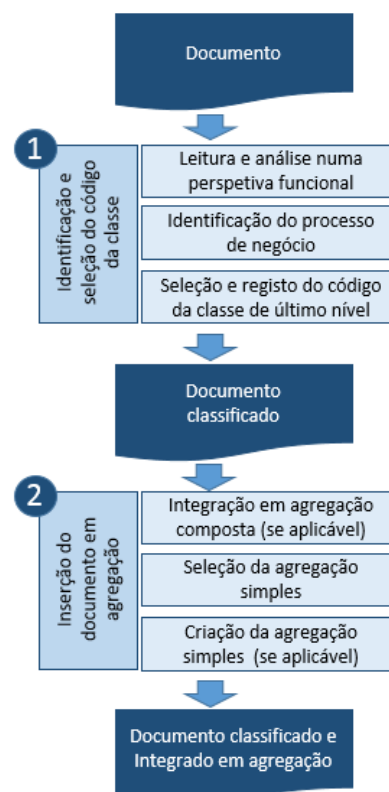 Documento
1
Identificação e
seleção do código
da classe
Leitura e análise numa
perspetiva funcional
Identificação do processo
de negócio
Seleção e registo do código
da classe de último nível
Documento
classificado
2
Inserção do
documento em
agregação
Integração em agregação
composta (se aplicável)
Seleção da agregação
simples
Criação da agregação
simples (se aplicável)
Documento classificado e
Integrado em agregação